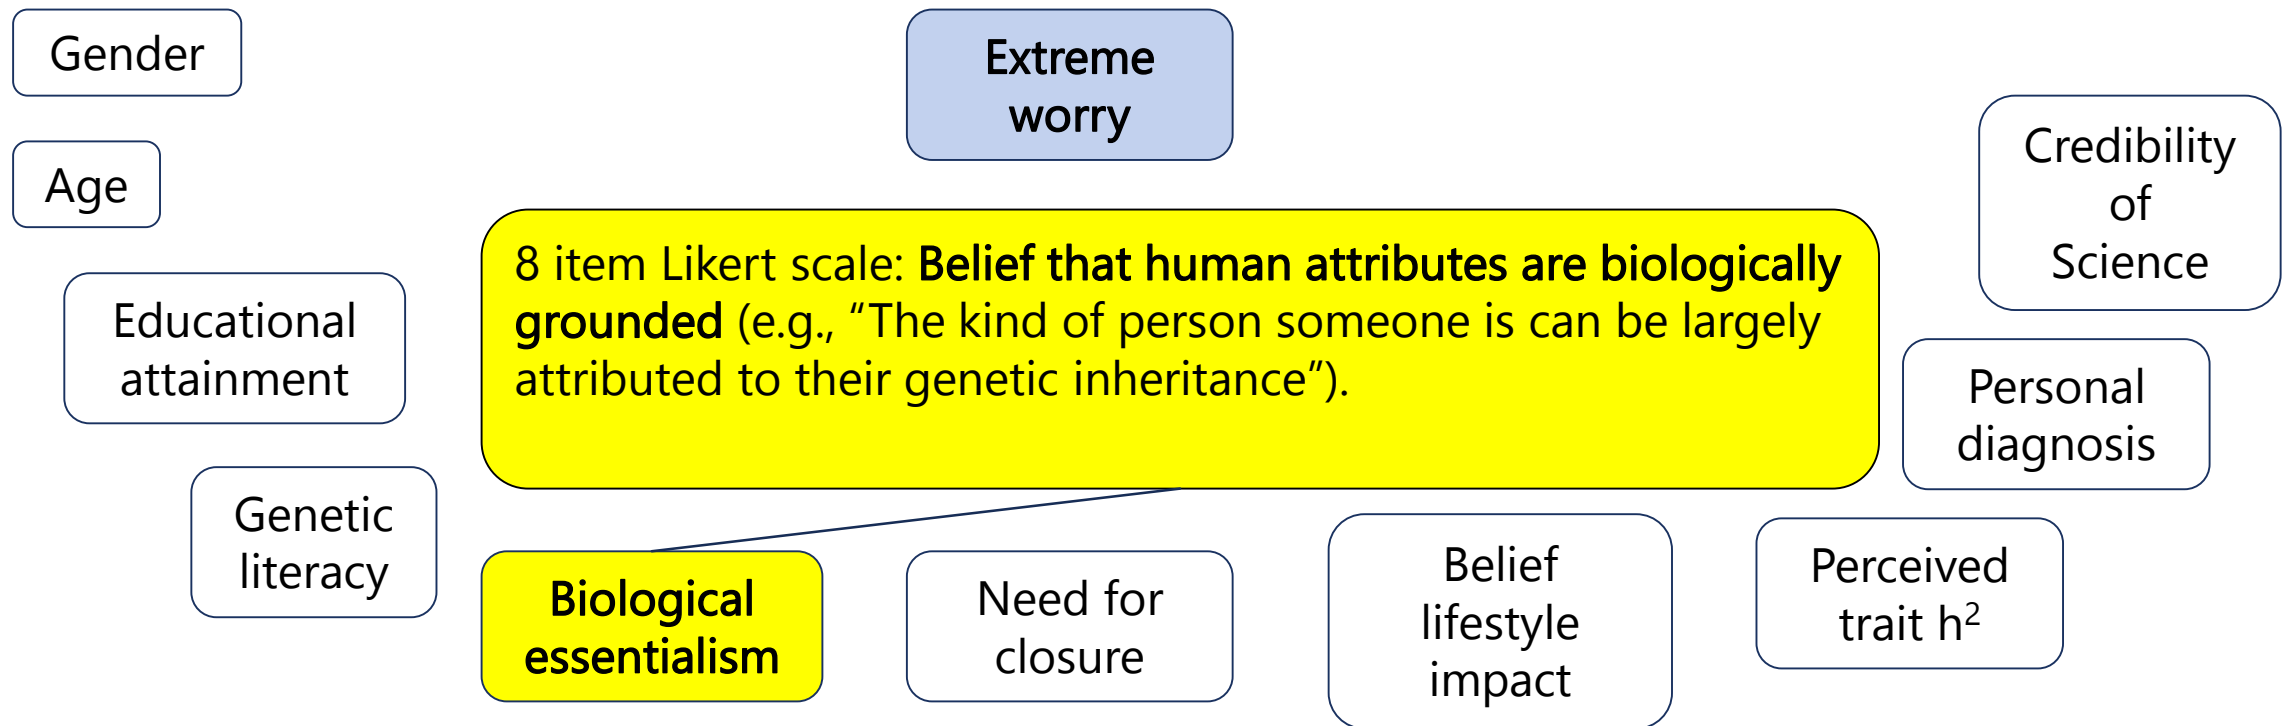 Gender
Extreme
worry
Age
Credibility
of
Science
8 item Likert scale: Belief that human attributes are biologically
grounded (e.g., “The kind of person someone is can be largely
attributed to their genetic inheritance”).
Educational
attainment
Personal
diagnosis
Genetic
literacy
Biological
essentialism
Need for
closure
Belief
lifestyle
impact
Perceived
trait h²